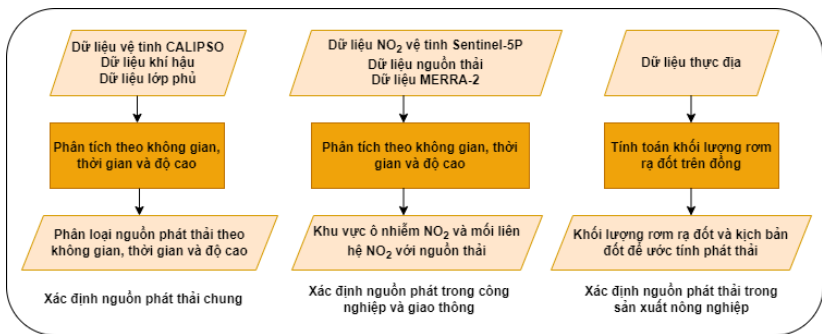 Dữ liệu vệ tinh CALIPSO
Dữ liệu khí hậu
Dữ liệu lớp phủ
Phân tích theo không gian,
thời gian và độ cao
Phân loại nguồn phát thải theo
không gian, thời gian và độ cao
Xác định nguồn phát thải chung
Dữ liệu NO₂ vệ tinh Sentinel-5P
Dữ liệu nguồn thải
Dữ liệu MERRA-2
Phân tích theo không gian, thời
gian và độ cao
Khu vực ô nhiễm NO2 và mối liên
hệ NO2 với nguồn thải
Xác định nguồn phát trong công
nghiệp và giao thông
Dữ liệu thực địa
Tính toán khối lượng rơm
rạ đốt trên đồng
Khối lượng rơm rạ đốt và kịch bản
đốt để ước tính phát thải
Xác định nguồn phát thải trong
sản xuất nông nghiệp